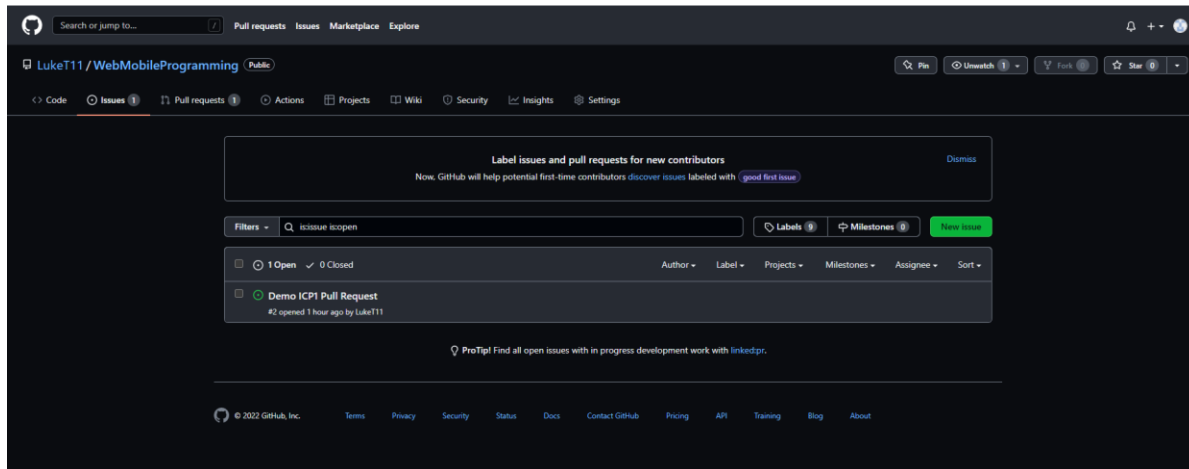 Search or jump to... / Pull requests Issues Marketplace Explore
LukeT11 / WebMobileProgramming Public Pin Unwatch 1 Fork 0 Star 0
<> Code Issues 1 Pull requests 1 Actions Projects Wiki Security Insights Settings
Label issues and pull requests for new contributors Dismiss
Now, GitHub will help potential first-time contributors discover issues labeled with good first issue
Filters is:issue is:open Labels 9 Milestones 0 New issue
1 Open 0 Closed Author Label Projects Milestones Assignee Sort
Demo ICP1 Pull Request
#2 opened 1 hour ago by LukeT11
ProTip! Find all open issues with in progress development work with linked:pr.
© 2022 GitHub, Inc. Terms Privacy Security Status Docs Contact GitHub Pricing API Training Blog About